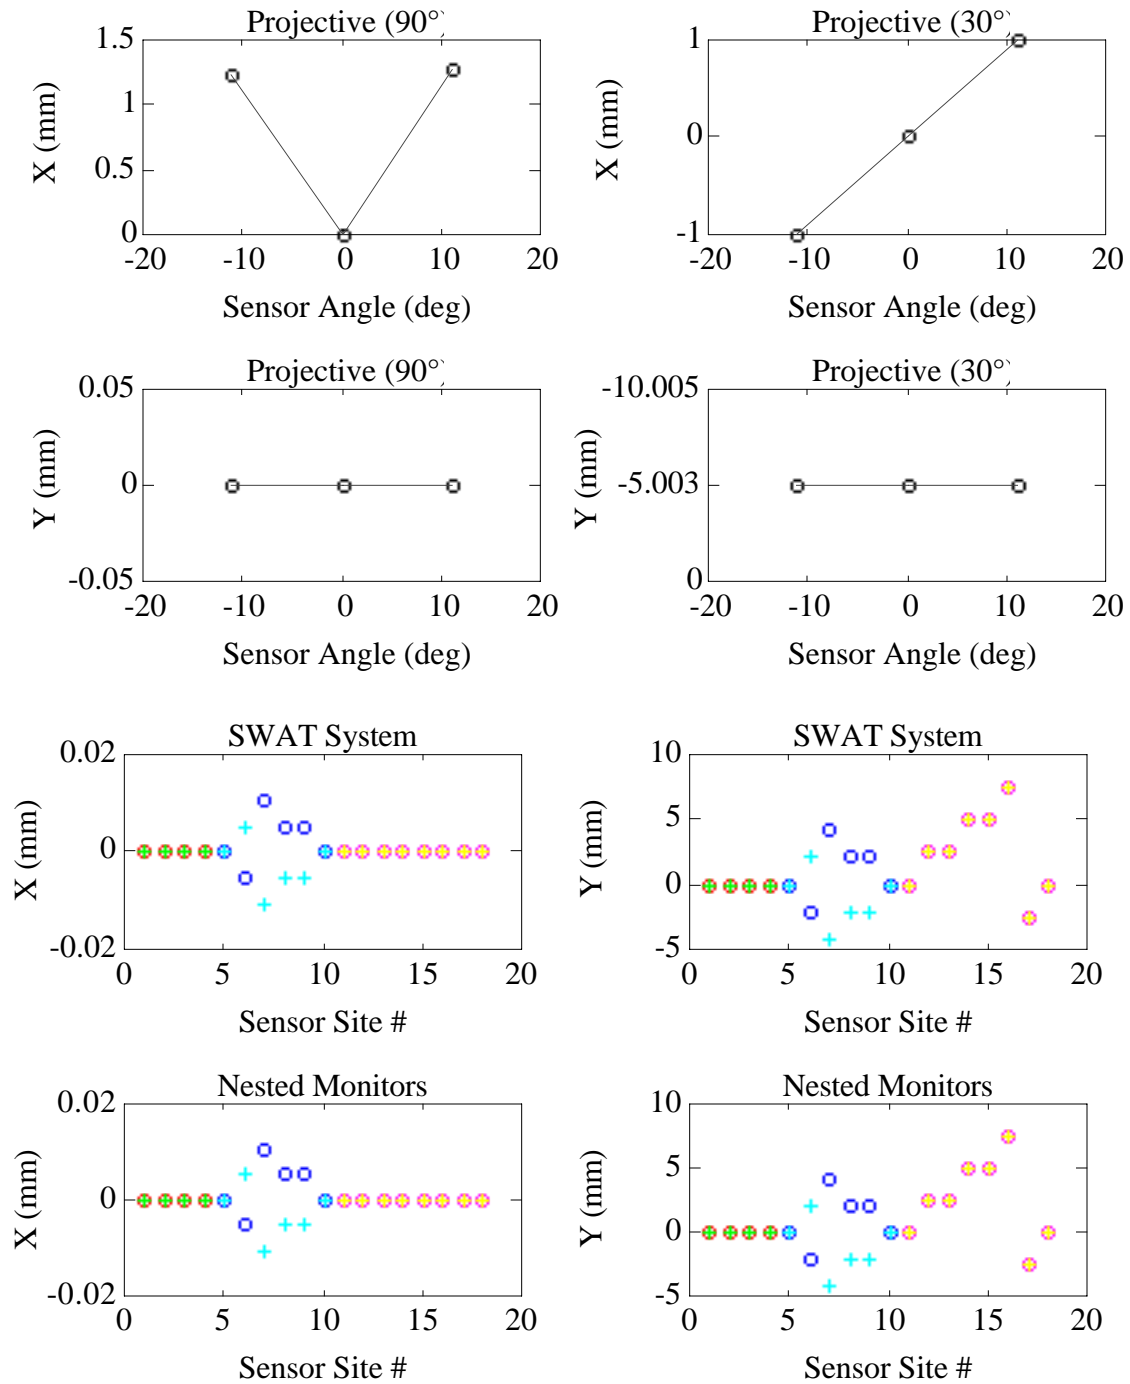 Projective (90°)
1.5
1
0.5
0
X (mm)
-20
-10
0
10
20
Sensor Angle (deg)
Projective (30°)
1
0
-1
X (mm)
-20
-10
0
10
20
Sensor Angle (deg)
Projective (90°)
0.05
0
-0.05
Y (mm)
-20
-10
0
10
20
Sensor Angle (deg)
Projective (30°)
-10.005
-5.003
0
Y (mm)
-20
-10
0
10
20
Sensor Angle (deg)
SWAT System
0.02
0
-0.02
X (mm)
0
5
10
15
20
Sensor Site #
SWAT System
10
5
0
-5
Y (mm)
0
5
10
15
20
Sensor Site #
Nested Monitors
0.02
0
-0.02
X (mm)
0
5
10
15
20
Sensor Site #
Nested Monitors
10
5
0
-5
Y (mm)
0
5
10
15
20
Sensor Site #